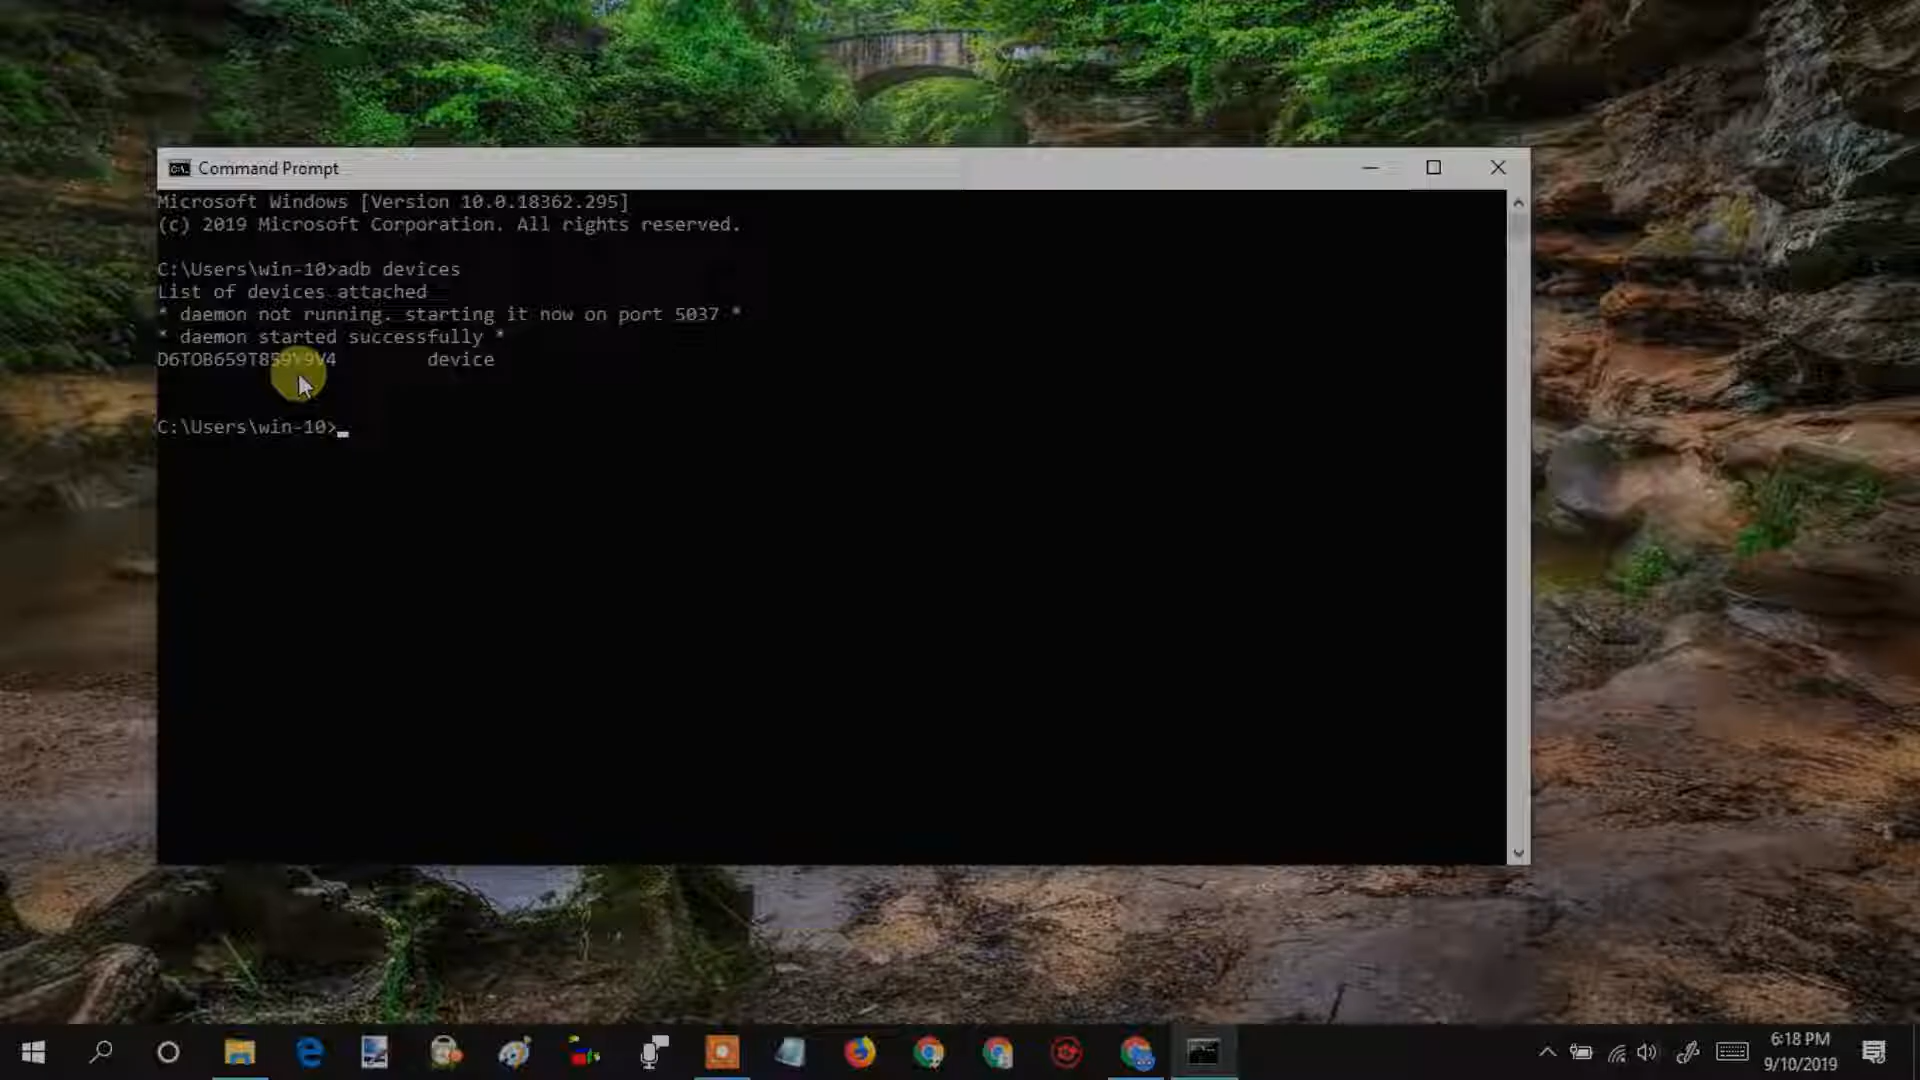 Command Prompt
Microsoft Windows [Version 10.0.18362.295]
(c) 2019 Microsoft Corporation. All rights reserved.
C:\Users\win-10>adb devices
List of devices attached
* daemon not running. starting it now on port 5037 *
* daemon started successfully *
D6TOB659T859Y9V4 device
C:\Users\win-10>
6:18 PM
9/10/2019